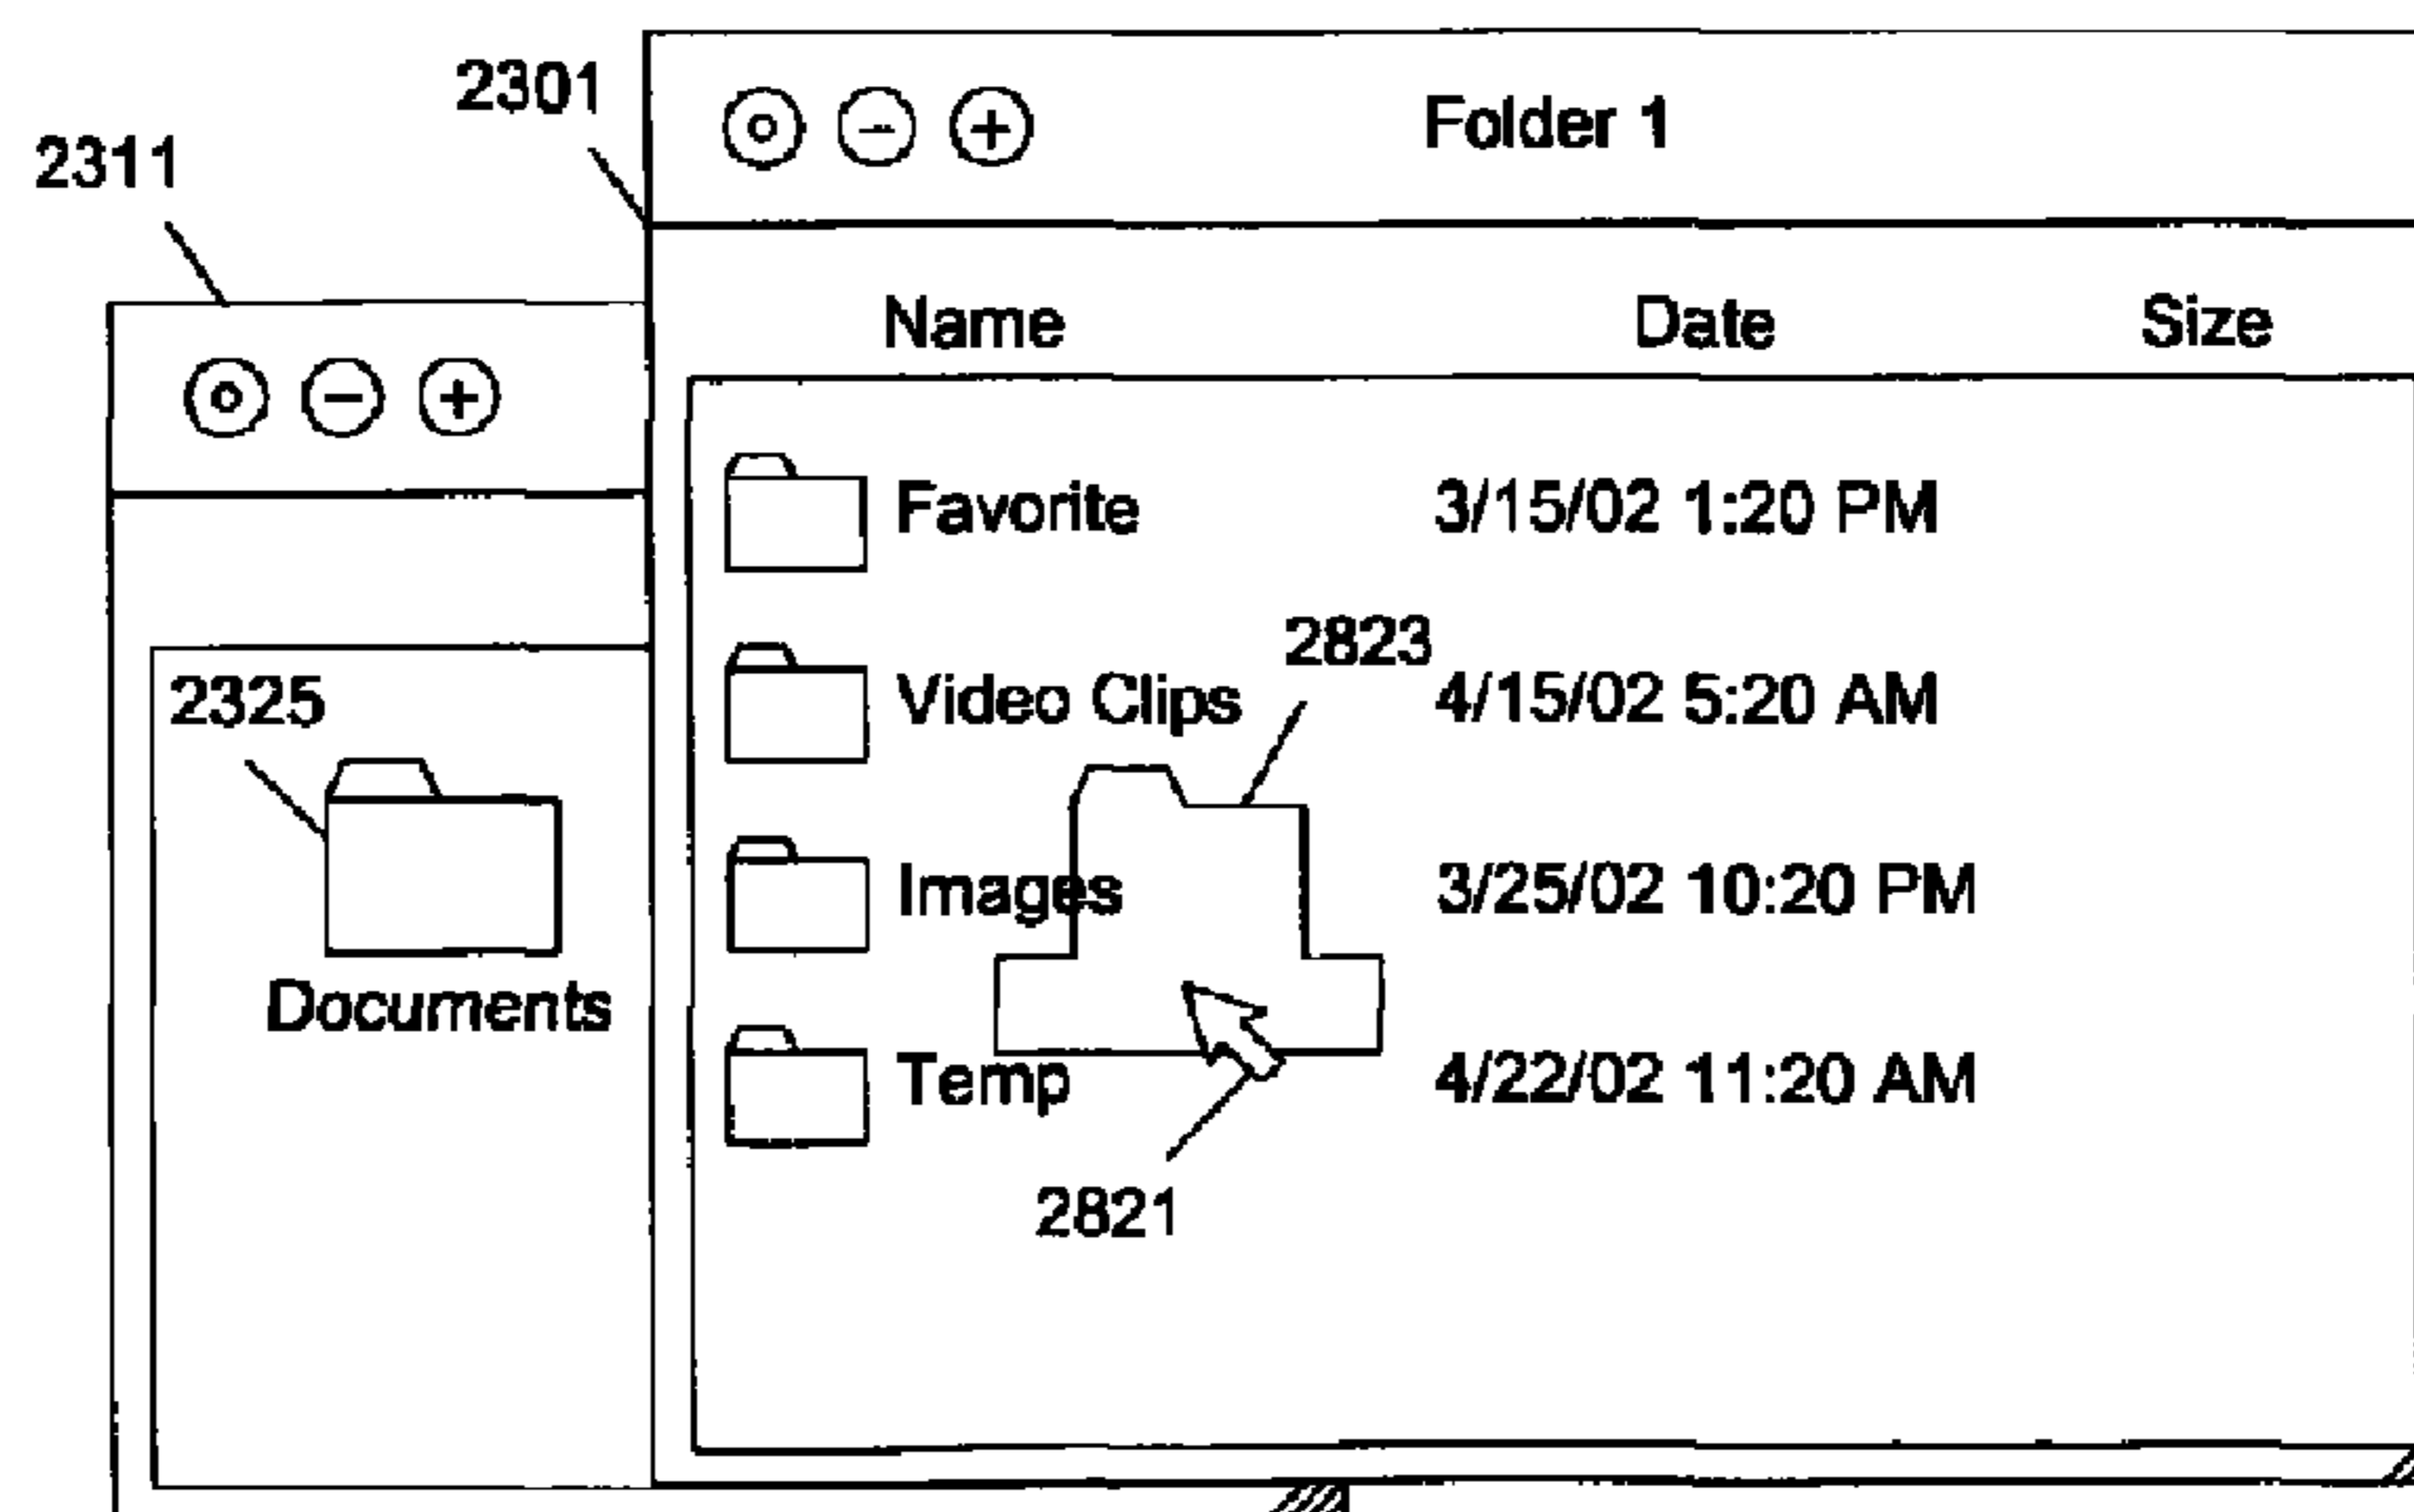 2301
Folder 1
2311
Name Date Size
Favorite 3/15/02 1:20 PM
2823
2325
Video Clips 4/15/02 5:20 AM
Images 3/25/02 10:20 PM
Documents
Temp 4/22/02 11:20 AM
2821